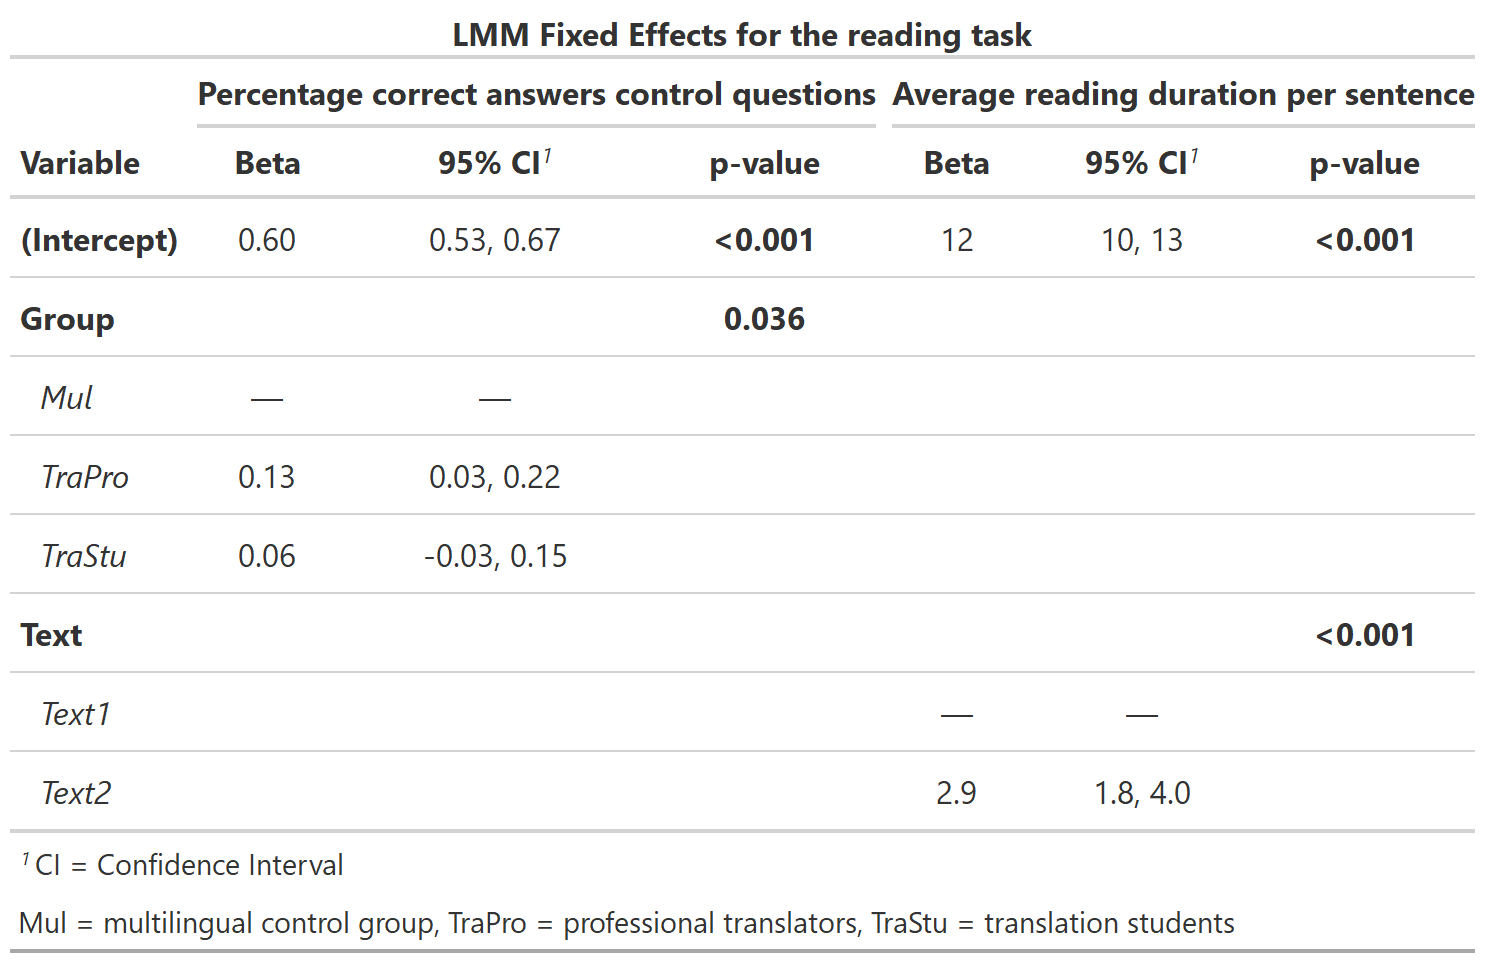 LMM Fixed Effects for the reading task
Percentage correct answers control questions Average reading duration per sentence
Variable Beta 95% CI1 p-value Beta 95% CI1 p-value
(Intercept) 0.60 0.53, 0.67 <0.001 12 10, 13 <0.001
Group 0.036
Mul — —
TraPro 0.13 0.03, 0.22
TraStu 0.06 -0.03, 0.15
Text <0.001
Text1 — —
Text2 2.9 1.8, 4.0
1 CI = Confidence Interval
Mul = multilingual control group, TraPro = professional translators, TraStu = translation students